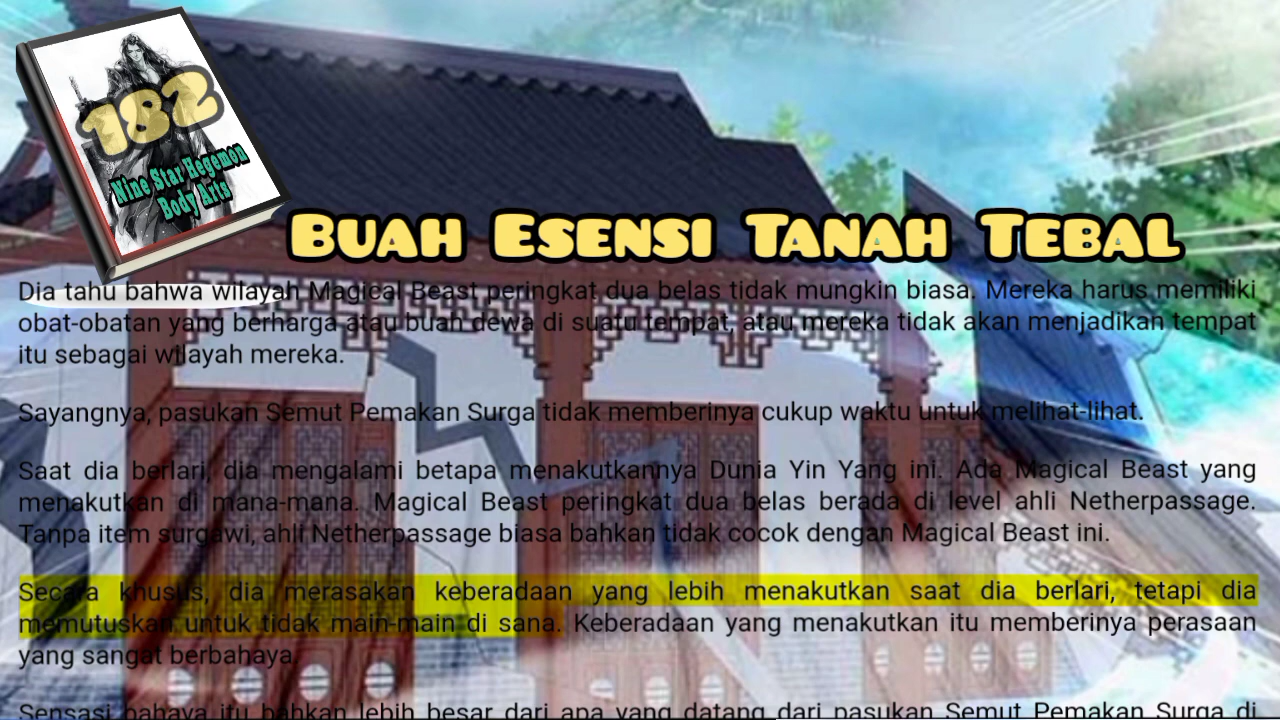 182
Nine Star Hegemon
Body Arts
Buah Esensi Tanah Tebal
Dia tahu bahwa wilayah Magical Beast peringkat dua belas tidak mungkin biasa. Mereka harus memiliki
obat-obatan yang berharga atau buah dewa di suatu tempat, atau mereka tidak akan menjadikan tempat
itu sebagai wilayah mereka.
Sayangnya, pasukan Semut Pemakan Surga tidak memberinya cukup waktu untuk melihat-lihat.
Saat dia berlari, dia mengalami betapa menakutkannya Dunia Yin Yang ini. Ada Magical Beast yang
menakutkan di mana-mana. Magical Beast peringkat dua belas berada di level ahli Netherpassage.
Tanpa item surgawi, ahli Netherpassage biasa bahkan tidak cocok dengan Magical Beast ini.
Secara khusus, dia merasakan keberadaan yang lebih menakutkan saat dia berlari, tetapi dia
memutuskan untuk tidak main-main di sana. Keberadaan yang menakutkan itu memberinya perasaan
yang sangat berbahaya.
Sensasi bahaya itu bahkan lebih besar dari apa yang datang dari pasukan Semut Pemakan Surga di